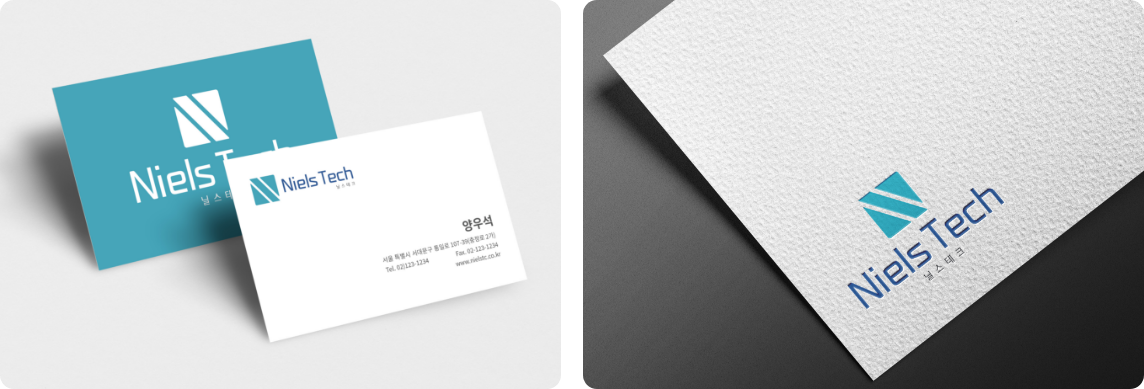 Niels Tech
닐스테크
Niels Tech
닐스테크
양우석
서울 특별시 서대문구 통일로 107-39(충정로 2가)
Tel. 02)123-1234 Fax. 02-123-1234
www.nielstc.co.kr
Niels Tech
닐스테크